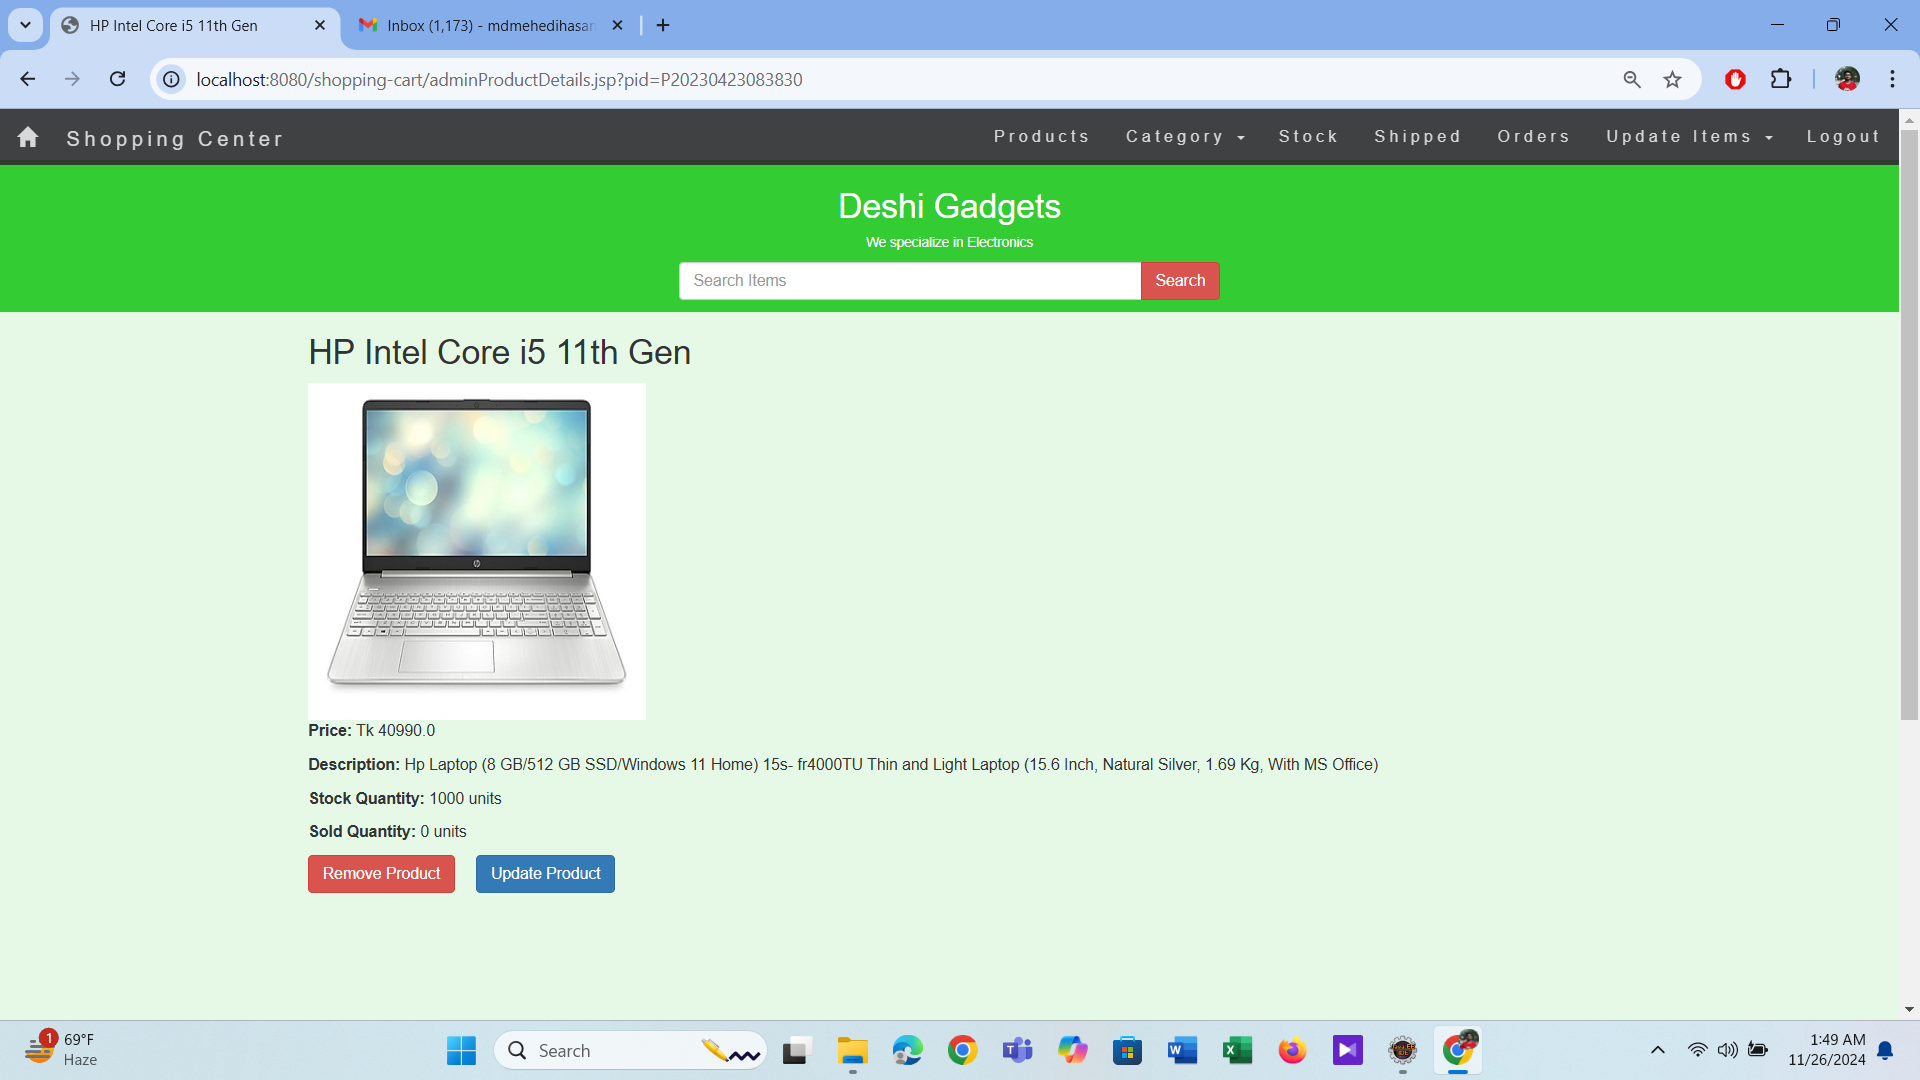 HP Intel Core i5 11th Gen
Inbox (1,173) - mdmehedihasan
localhost:8080/shopping-cart/adminProductDetails.jsp?pid=P20230423083830
Shopping Center
Products Category Stock Shipped Orders Update Items Logout
Deshi Gadgets
We specialize in Electronics
Search Items Search
HP Intel Core i5 11th Gen
Price: Tk 40990.0
Description: Hp Laptop (8 GB/512 GB SSD/Windows 11 Home) 15s- fr4000TU Thin and Light Laptop (15.6 Inch, Natural Silver, 1.69 Kg, With MS Office)
Stock Quantity: 1000 units
Sold Quantity: 0 units
Remove Product Update Product
1
69°F
Haze
Search
1:49 AM
11/26/2024